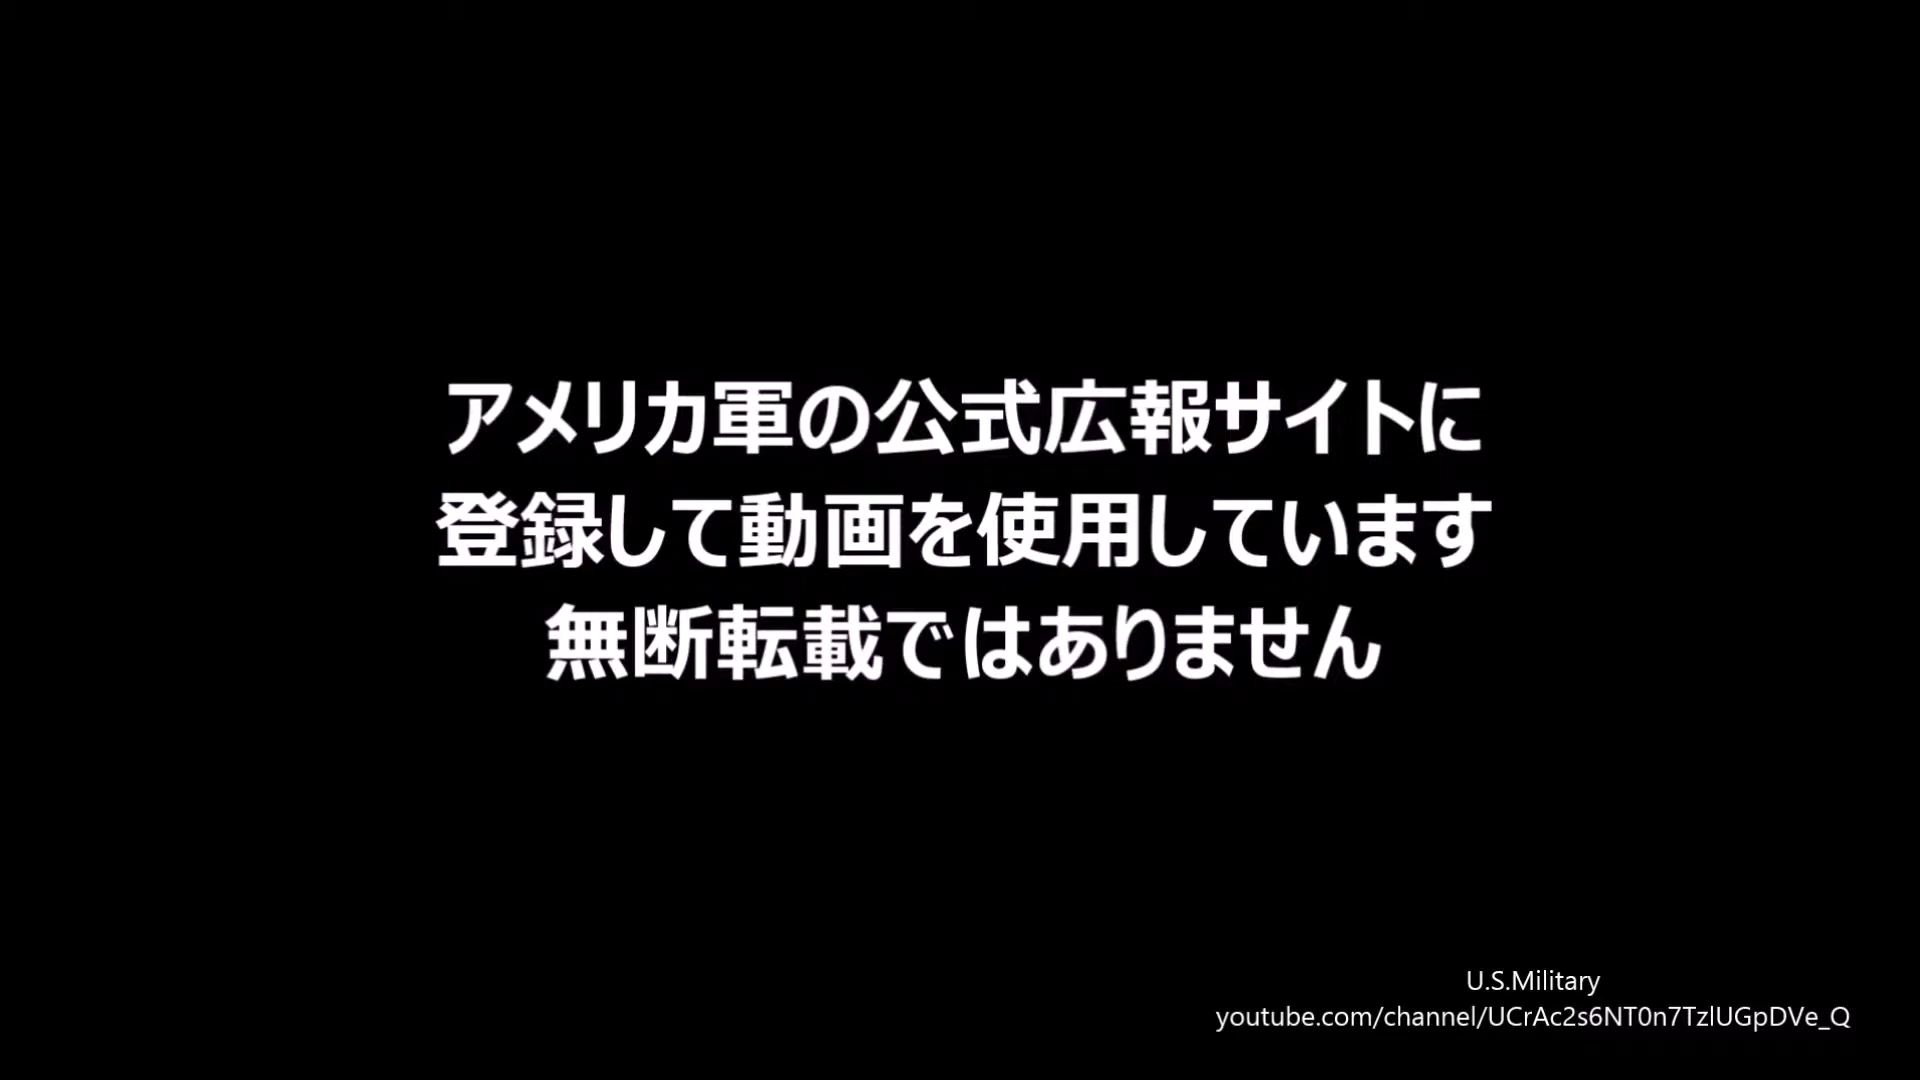 アメリカ軍の公式広報サイトに
登録して動画を使用しています
無断転載ではありません
U.S.Military
youtube.com/channel/UCrAc2s6NT0n7TzlUGpDVe_Q